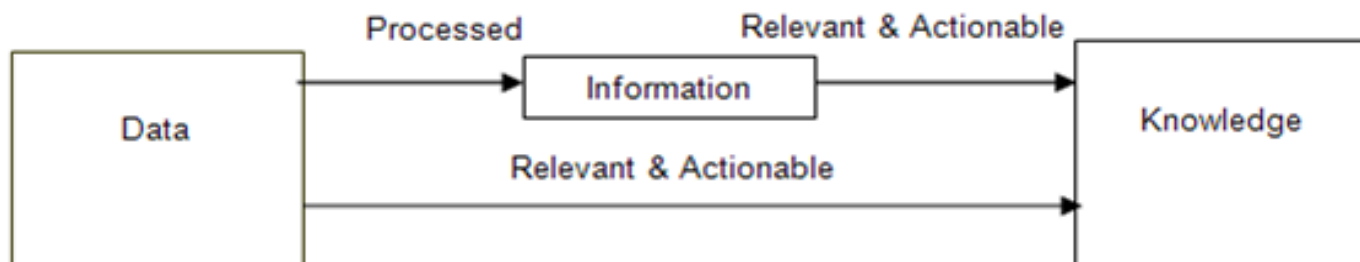 Processed
Relevant & Actionable
Information
Data
Knowledge
Relevant & Actionable